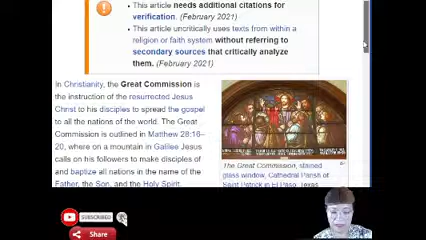 • This article needs additional citations for
verification. (February 2021)
• This article uncritically uses texts from within a
religion or faith system without referring to
secondary sources that critically analyze
them. (February 2021)
In Christianity, the Great Commission is
the instruction of the resurrected Jesus
Christ to his disciples to spread the gospel
to all the nations of the world. The Great
Commission is outlined in Matthew 28:16–
20, where on a mountain in Galilee Jesus
calls on his followers to make disciples of
and baptize all nations in the name of the
Father, the Son, and the Holy Spirit.
The Great Commission, stained
glass window, Cathedral Parish of
Saint Patrick in El Paso, Texas
SUBSCRIBED
Share